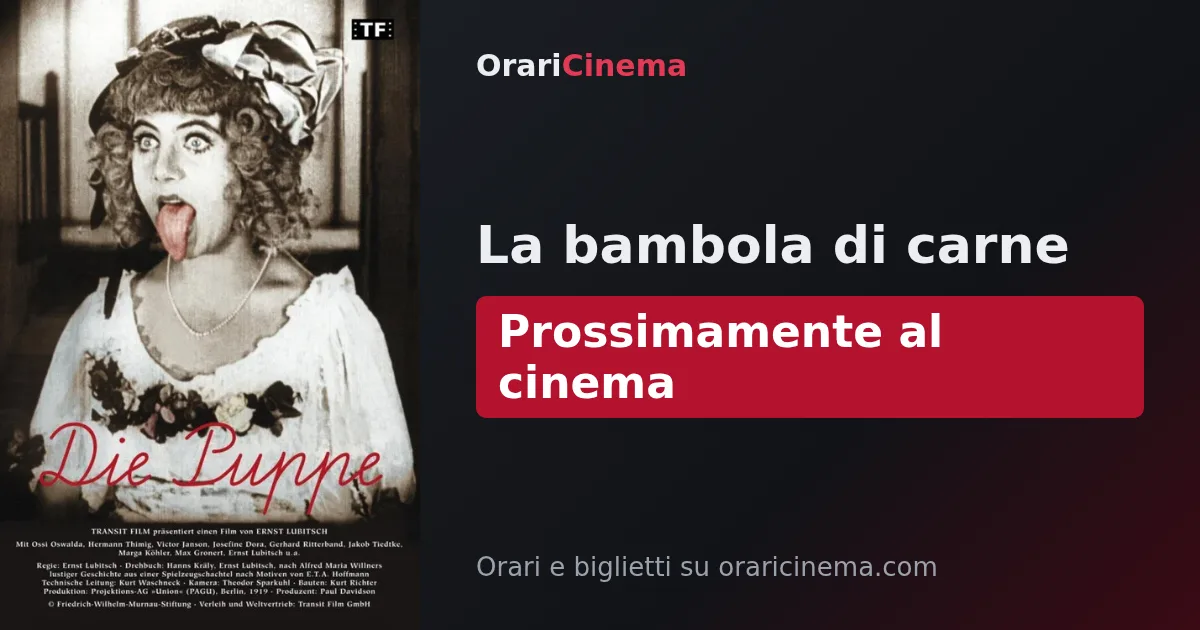 TF
Die Puppe
TRANSIT FILM präsentiert einen Film von ERNST LUBITSCH
Mit Ossi Oswalda, Hermann Thimig, Victor Janson, Josefine Dora, Gerhard Ritterband, Jakob Tiedtke,
Marga Köhler, Max Gronert, Ernst Lubitsch u.a.
Regie: Ernst Lubitsch · Drehbuch: Hanns Kräly, Ernst Lubitsch, nach Alfred Maria Willners
lustiger Geschichte aus einer Spielzeugschachtel nach Motiven von E.T.A. Hoffmann
Technische Leitung: Kurt Waschneck · Kamera: Theodor Sparkuhl · Bauten: Kurt Richter
Produktion: Projektions-AG »Union« (PAGU), Berlin, 1919 · Produzent: Paul Davidson
© Friedrich-Wilhelm-Murnau-Stiftung · Verleih und Weltvertrieb: Transit Film GmbH
OrariCinema
La bambola di carne
Prossimamente al
cinema
Orari e biglietti su oraricinema.com